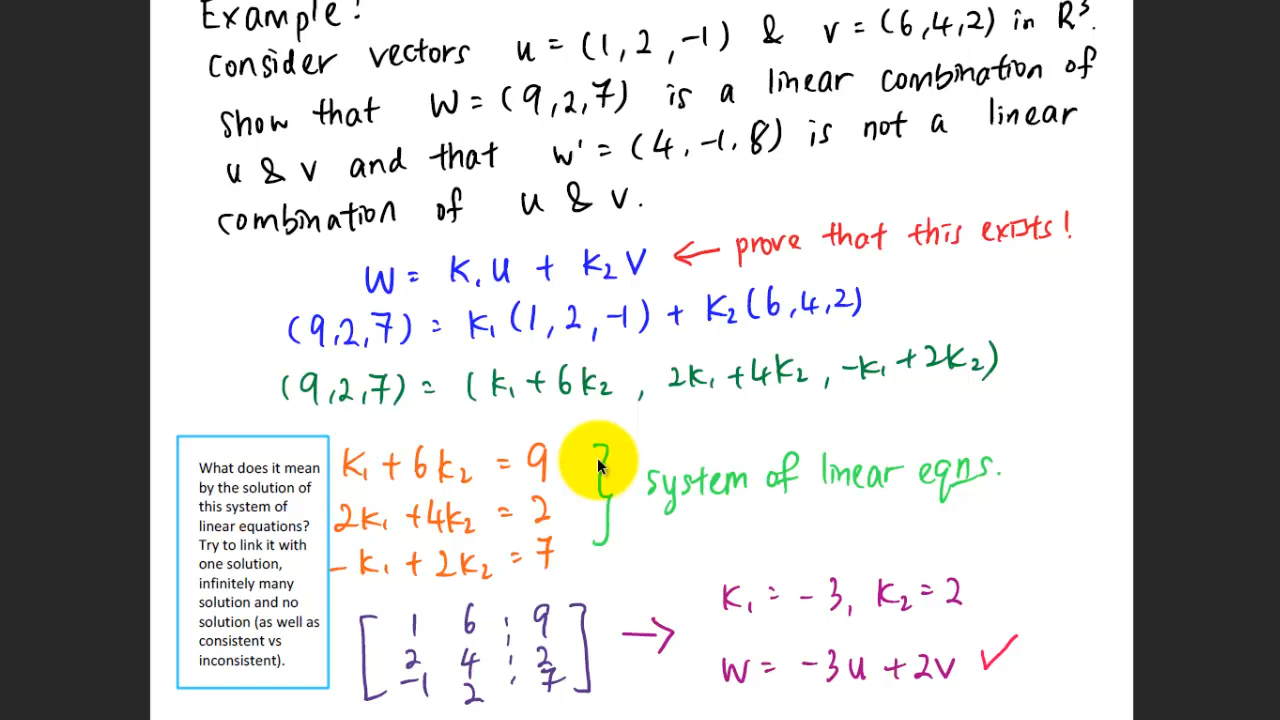 Example!
Consider vectors u = (1, 2, -1) & v = (6,4,2) in R³.
show that w = (9,2,7) is a linear combination of
u & v and that w' = (4, -1, 8) is not a linear
combination of u & v.
w = k₁u + k₂v ← prove that this exists!
(9,2,7) = k₁(1, 2, -1) + k₂(6,4,2)
(9,2,7) = (k₁ + 6k₂, 2k₁ + 4k₂, -k₁ + 2k₂)
What does it mean
by the solution of
this system of
linear equations?
Try to link it with
one solution,
infinitely many
solution and no
solution (as well as
consistent vs
inconsistent).
k₁ + 6k₂ = 9
2k₁ + 4k₂ = 2
-k₁ + 2k₂ = 7
} system of linear eqns.
1 6 ¦ 9
2 4 ¦ 2
-1 2 ¦ 7
→ k₁ = -3, k₂ = 2
w = -3u + 2v ✓